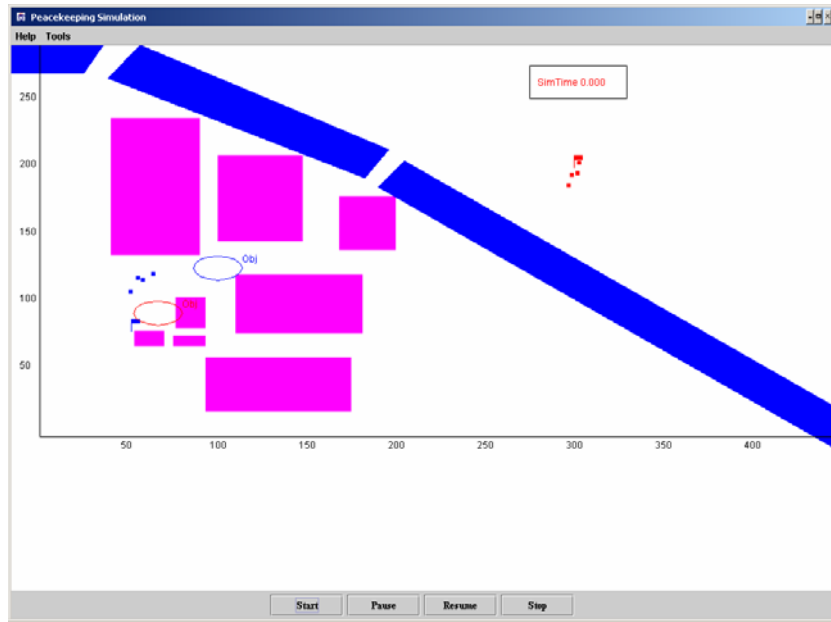 Peacekeeping Simulation
Help Tools
SimTime 0.000
250
200
150
100
50
Obj
Obj
50 100 150 200 250 300 350 400
Start Pause Resume Stop